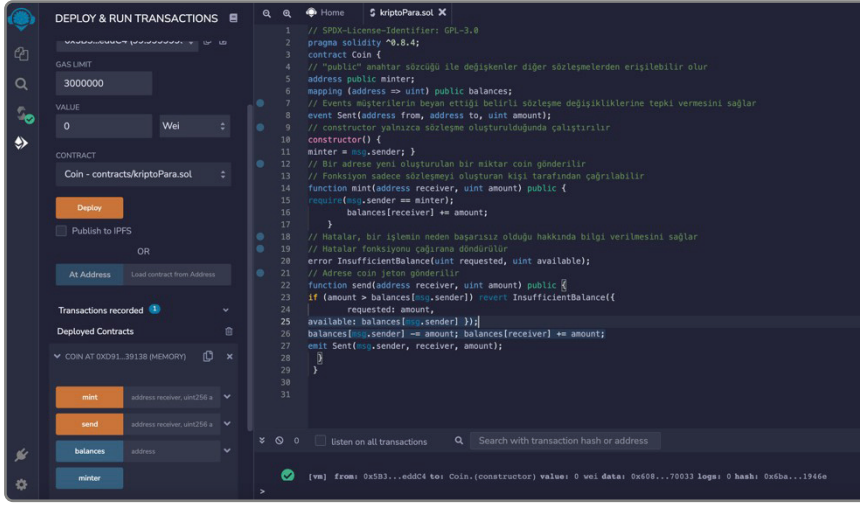 DEPLOY & RUN TRANSACTIONS
GAS LIMIT
3000000
VALUE
0
Wei
CONTRACT
Coin - contracts/kriptoPara.sol
Deploy
Publish to IPFS
OR
At Address
Load contract from Address
Transactions recorded 1
Deployed Contracts
COIN AT 0XD91...39138 (MEMORY)
mint
address receiver, uint256 a
send
address receiver, uint256 a
balances
address
minter
Home
kriptoPara.sol
1 // SPDX-License-Identifier: GPL-3.0
2 pragma solidity ^0.8.4;
3 contract Coin {
4 // "public" anahtar sözcüğü ile değişkenler diğer sözleşmelerden erişilebilir olur
5 address public minter;
6 mapping (address => uint) public balances;
7 // Events müşterilerin beyan ettiği belirli sözleşme değişikliklerine tepki vermesini sağlar
8 event Sent(address from, address to, uint amount);
9 // constructor yalnızca sözleşme oluşturulduğunda çalıştırılır
10 constructor() {
11 minter = msg.sender; }
12 // Bir adrese yeni oluşturulan bir miktar coin gönderilir
13 // Fonksiyon sadece sözleşmeyi oluşturan kişi tarafından çağrılabilir
14 function mint(address receiver, uint amount) public {
15 require(msg.sender == minter);
16 balances[receiver] += amount;
17 }
18 // Hatalar, bir işlemin neden başarısız olduğu hakkında bilgi verilmesini sağlar
19 // Hatalar fonksiyonu çağırana döndürülür
20 error InsufficientBalance(uint requested, uint available);
21 // Adrese coin jeton gönderilir
22 function send(address receiver, uint amount) public {
23 if (amount > balances[msg.sender]) revert InsufficientBalance({
24 requested: amount,
25 available: balances[msg.sender] });
26 balances[msg.sender] -= amount; balances[receiver] += amount;
27 emit Sent(msg.sender, receiver, amount);
28 }
29 }
30
31
0
listen on all transactions
Search with transaction hash or address
[vm] from: 0x5B3...eddC4 to: Coin.(constructor) value: 0 wei data: 0x608...70033 logs: 0 hash: 0x6ba...1946e
>